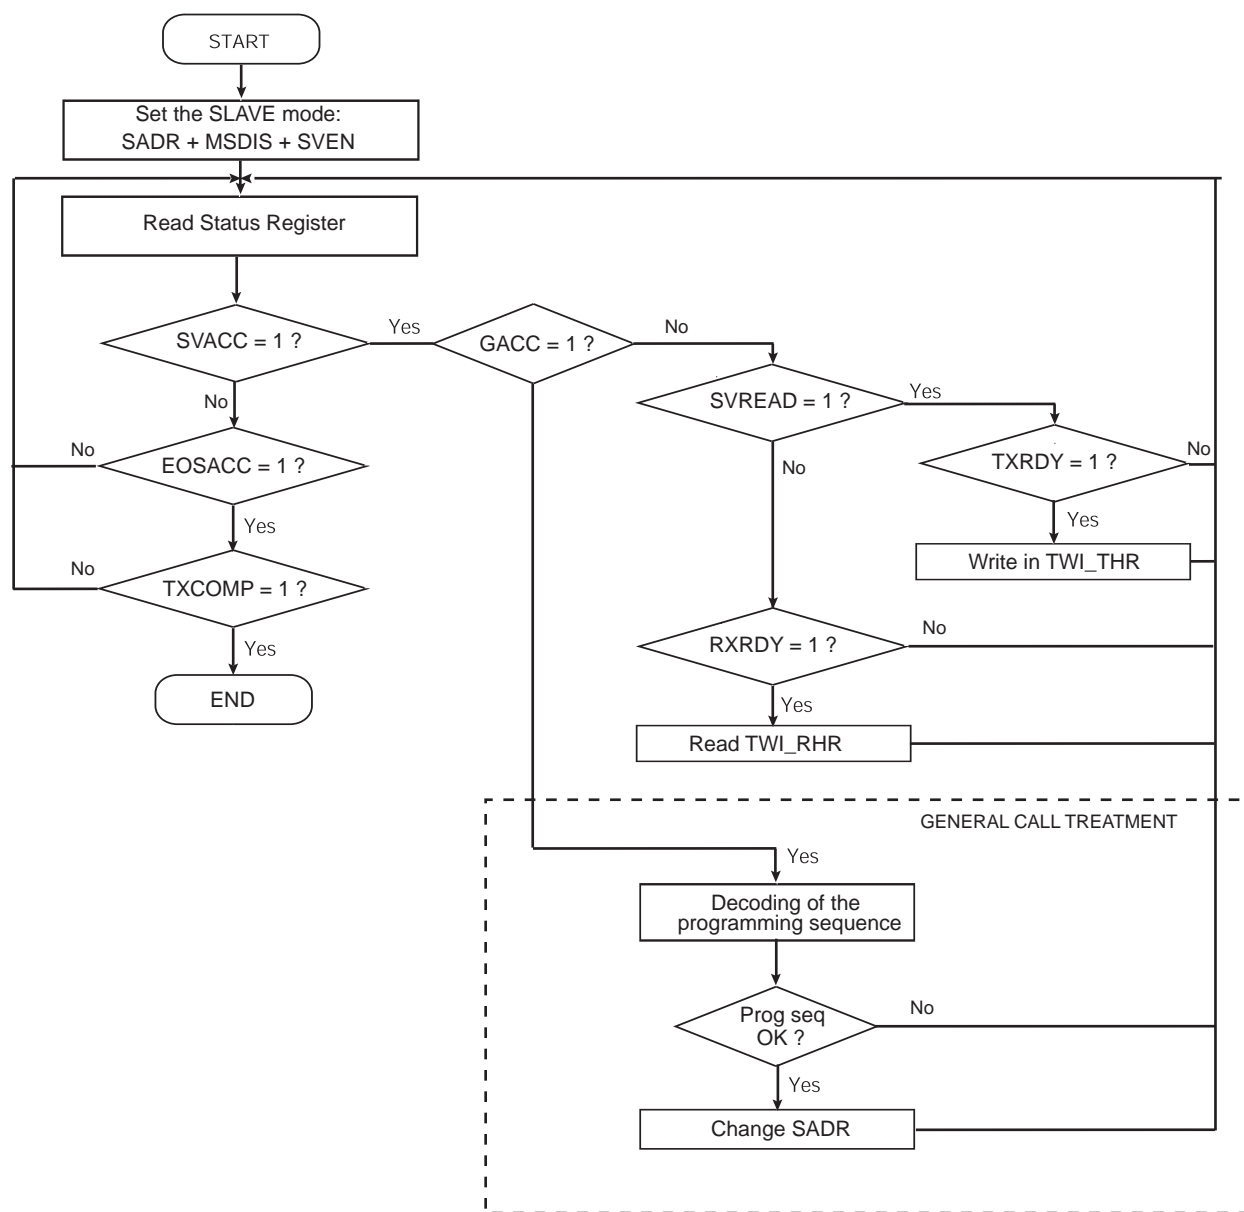 START
Set the SLAVE mode:
SADR + MSDIS + SVEN
Read Status Register
SVACC = 1 ?
Yes
GACC = 1 ?
No
SVREAD = 1 ?
Yes
No
EOSACC = 1 ?
No
TXRDY = 1 ?
No
No
Yes
Yes
TXCOMP = 1 ?
No
Write in TWI_THR
Yes
RXRDY = 1 ?
No
END
Yes
Read TWI_RHR
GENERAL CALL TREATMENT
Yes
Decoding of the
programming sequence
Prog seq
OK ?
No
Yes
Change SADR